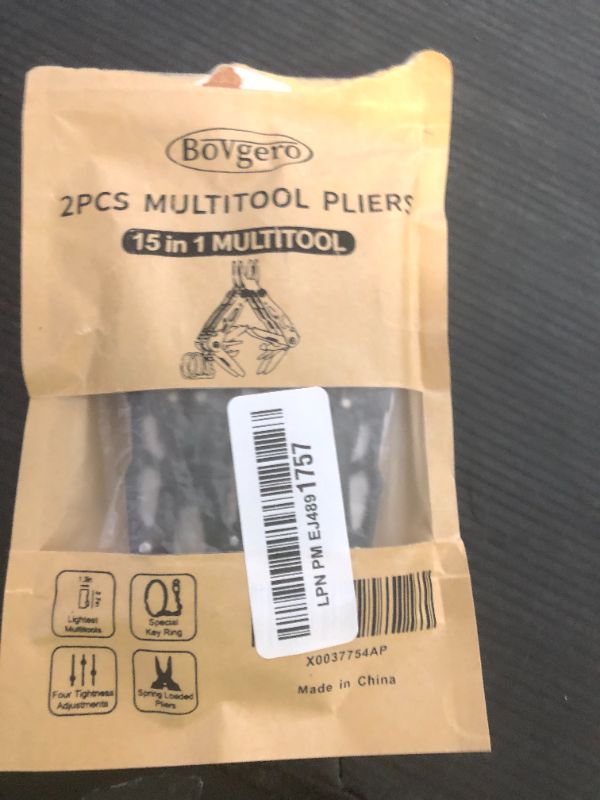 BoVgero
2PCS MULTITOOL PLIERS
15 in 1 MULTITOOL
LPN PM EJ4891757
Lightest
Multitools
Special
Key Ring
Four Tightness
Adjustments
Spring Loaded
Pliers
X0037754AP
Made in China